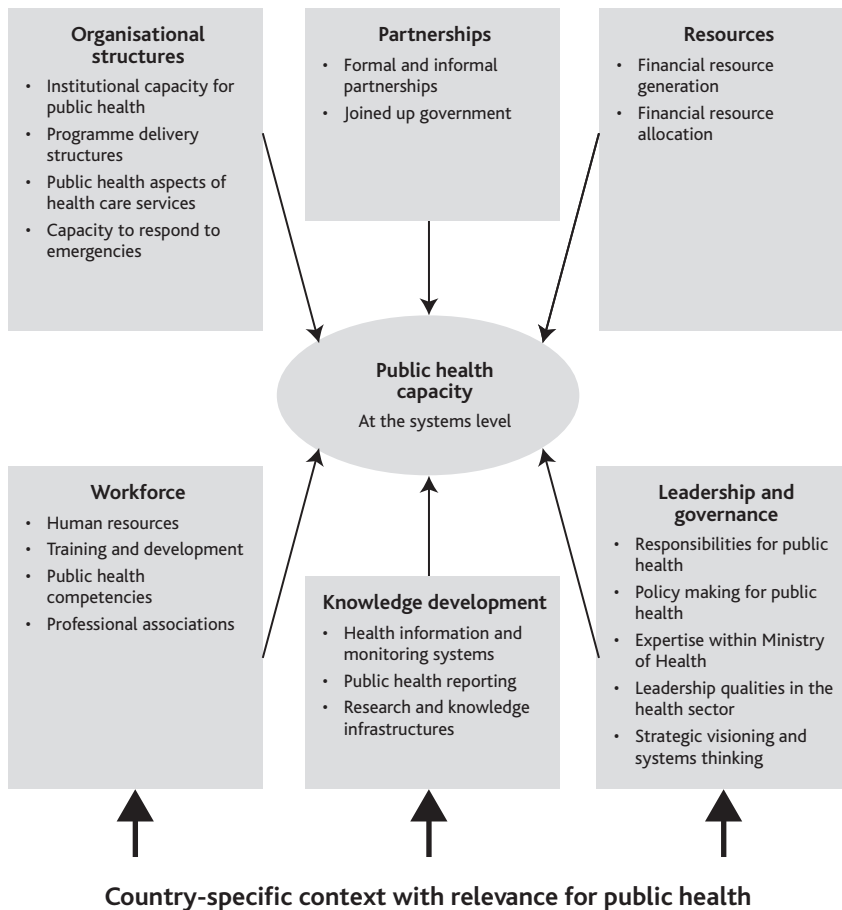 Organisational
structures
• Institutional capacity for
public health
• Programme delivery
structures
• Public health aspects of
health care services
• Capacity to respond to
emergencies
Partnerships
• Formal and informal
partnerships
• Joined up government
Resources
• Financial resource
generation
• Financial resource
allocation
Public health
capacity
At the systems level
Workforce
• Human resources
• Training and development
• Public health
competencies
• Professional associations
Knowledge development
• Health information and
monitoring systems
• Public health reporting
• Research and knowledge
infrastructures
Leadership and
governance
• Responsibilities for public
health
• Policy making for public
health
• Expertise within Ministry
of Health
• Leadership qualities in the
health sector
• Strategic visioning and
systems thinking
Country-specific context with relevance for public health